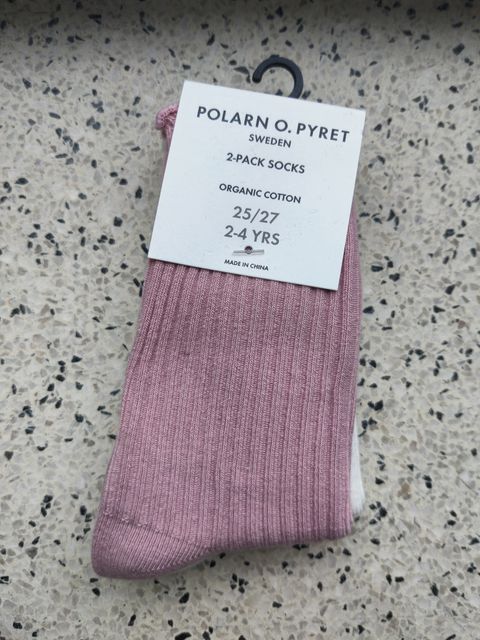 POLARN O. PYRET
SWEDEN
2-PACK SOCKS
ORGANIC COTTON
25/27
2-4 YRS
MADE IN CHINA